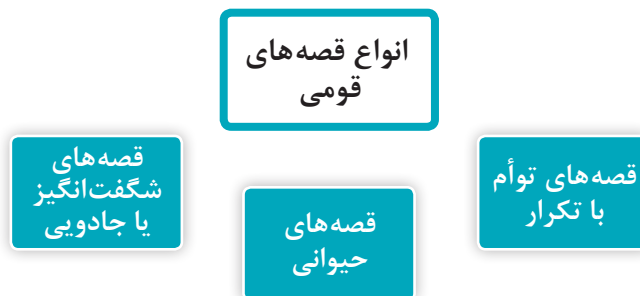 انواع قصه‌های
قومی
قصه‌های توأم
با تکرار
قصه‌های
حیوانی
قصه‌های
شگفت‌انگیز
یا جادویی